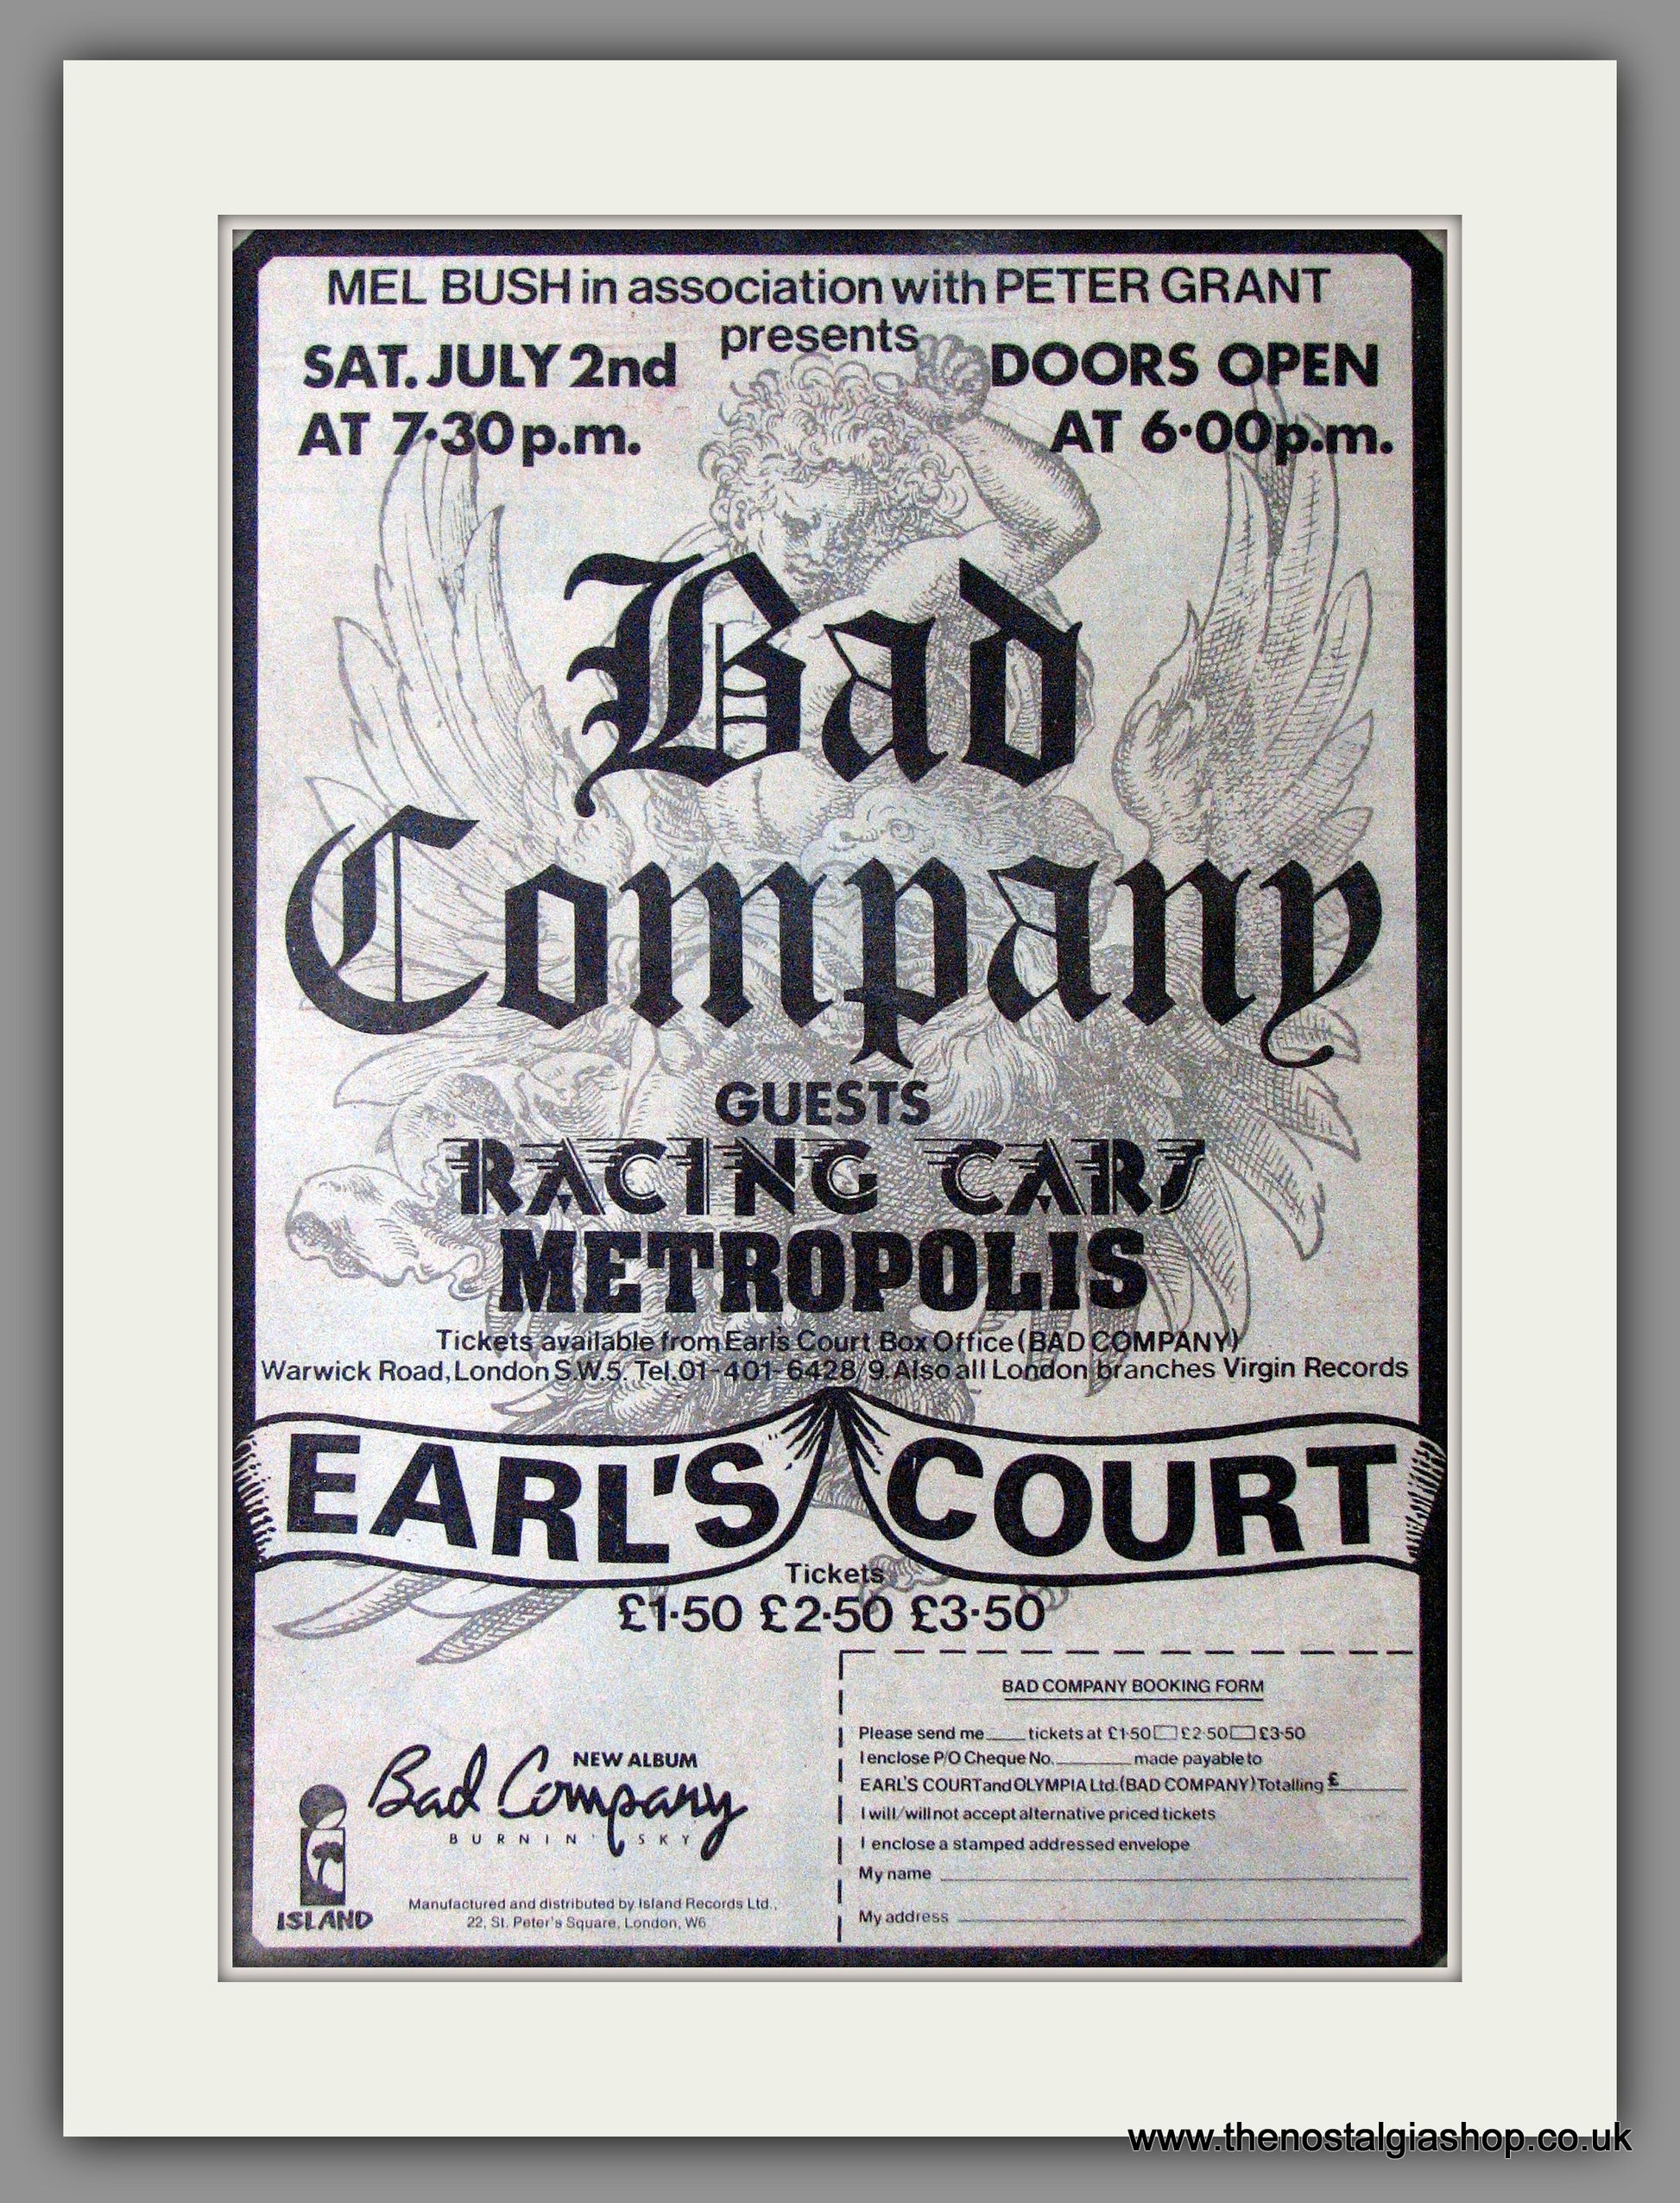 MEL BUSH in association with PETER GRANT
presents
SAT. JULY 2nd
AT 7·30 p.m.
DOORS OPEN
AT 6·00 p.m.
Bad
Company
GUESTS
RACING CARS
METROPOLIS
Tickets available from Earl's Court Box Office (BAD COMPANY)
Warwick Road, London S.W.5. Tel. 01-401-6428/9. Also all London branches Virgin Records
EARL'S COURT
Tickets
£1·50 £2·50 £3·50
NEW ALBUM
Bad Company
BURNIN' SKY
ISLAND
Manufactured and distributed by Island Records Ltd.,
22, St. Peter's Square, London, W6
BAD COMPANY BOOKING FORM
Please send me ____ tickets at £1·50 £2·50 £3·50
I enclose P/O Cheque No. ________ made payable to
EARL'S COURT and OLYMPIA Ltd. (BAD COMPANY) Totalling £ ________
I will/will not accept alternative priced tickets
I enclose a stamped addressed envelope
My name
My address
www.thenostalgiashop.co.uk